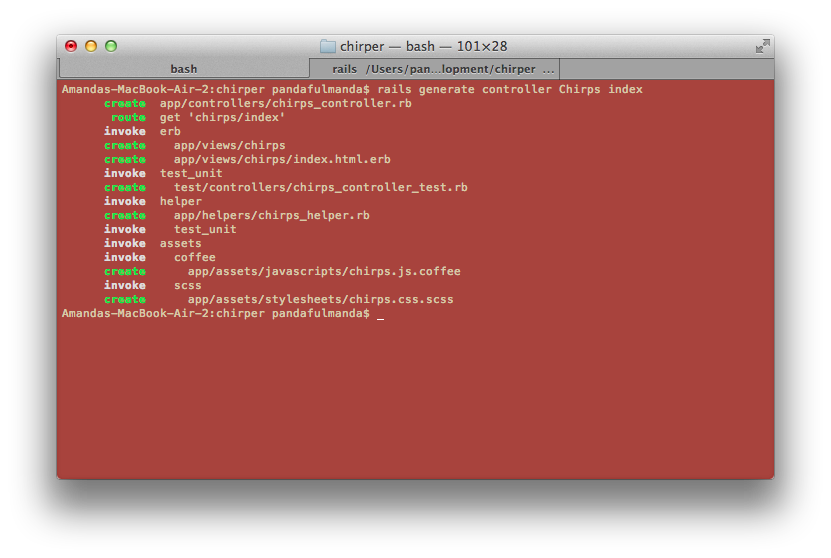 chirper — bash — 101×28
bash
rails /Users/pan...lopment/chirper ...
Amandas-MacBook-Air-2:chirper pandafulmanda$ rails generate controller Chirps index
create app/controllers/chirps_controller.rb
route get 'chirps/index'
invoke erb
create app/views/chirps
create app/views/chirps/index.html.erb
invoke test_unit
create test/controllers/chirps_controller_test.rb
invoke helper
create app/helpers/chirps_helper.rb
invoke test_unit
invoke assets
invoke coffee
create app/assets/javascripts/chirps.js.coffee
invoke scss
create app/assets/stylesheets/chirps.css.scss
Amandas-MacBook-Air-2:chirper pandafulmanda$ _